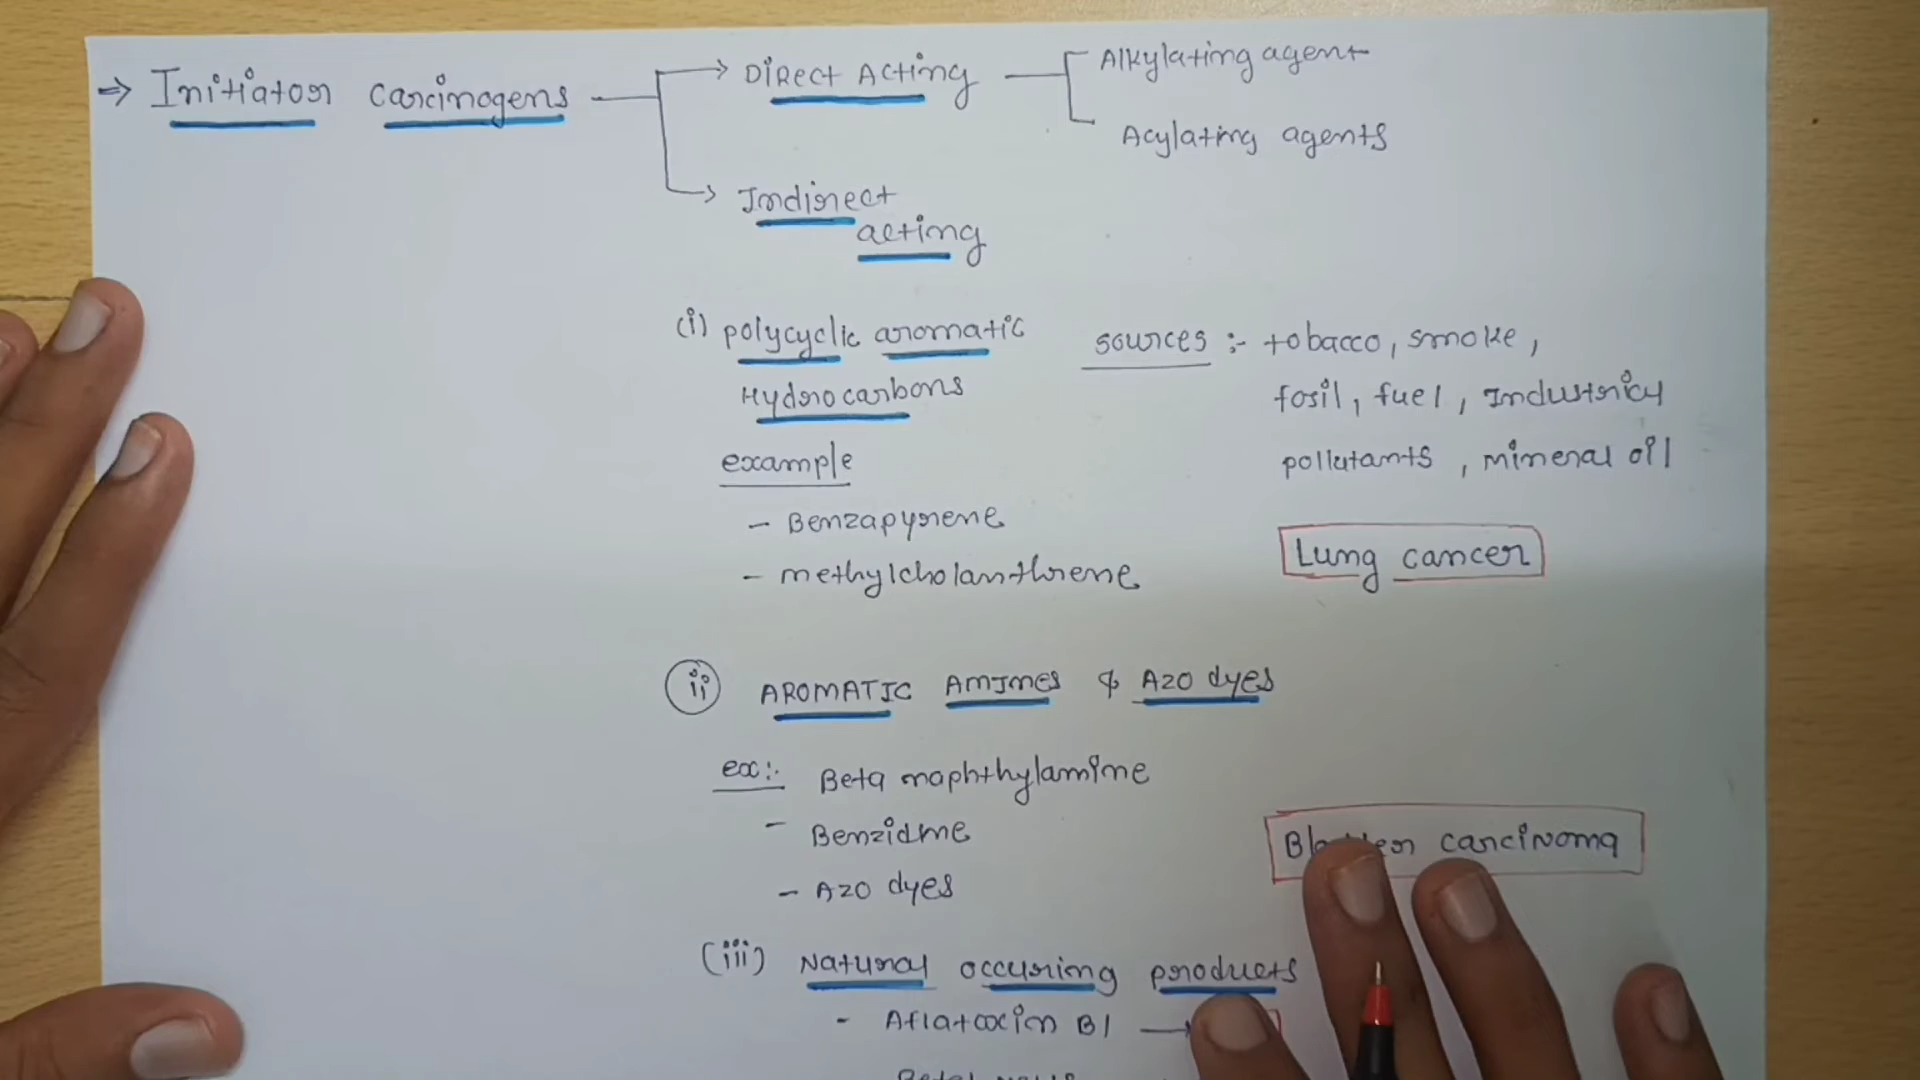 ⇒ Initiator carcinogens → Direct Acting — Alkylating agent
Acylating agents
→ Indirect
acting
(i) polycyclic aromatic
Hydrocarbons
sources :- tobacco, smoke,
fosil, fuel, Industricy
pollutants, mineral oil
example
- Benzapyrene
- methylcholanthrene
Lung cancer
(ii) AROMATIC AMINES & Azo dyes
ex:- Beta naphthylamine
- Benzidine
- Azo dyes
carcinoma
(iii) Natural occuring products
- Aflatoxin B1 →